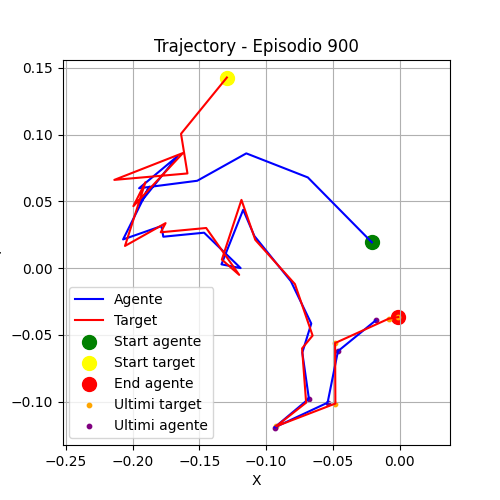 Trajectory - Episodio 900
0.15
0.10
0.05
0.00
−0.05
−0.10
Agente
Target
Start agente
Start target
End agente
Ultimi target
Ultimi agente
−0.25 −0.20 −0.15 −0.10 −0.05 0.00
X